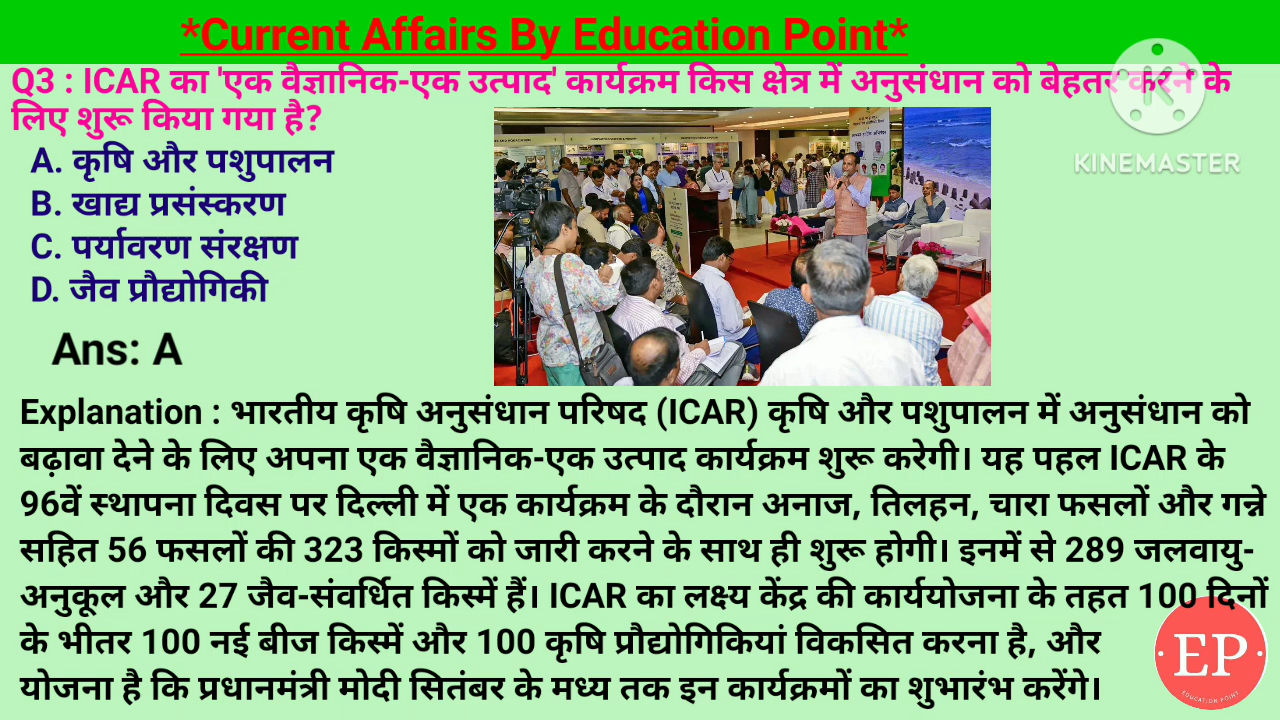 *Current Affairs By Education Point*
Q3 : ICAR का 'एक वैज्ञानिक-एक उत्पाद' कार्यक्रम किस क्षेत्र में अनुसंधान को बेहतर करने के
लिए शुरू किया गया है?
A. कृषि और पशुपालन
B. खाद्य प्रसंस्करण
C. पर्यावरण संरक्षण
D. जैव प्रौद्योगिकी
Ans: A
KINEMASTER
Explanation : भारतीय कृषि अनुसंधान परिषद (ICAR) कृषि और पशुपालन में अनुसंधान को
बढ़ावा देने के लिए अपना एक वैज्ञानिक-एक उत्पाद कार्यक्रम शुरू करेगी। यह पहल ICAR के
96वें स्थापना दिवस पर दिल्ली में एक कार्यक्रम के दौरान अनाज, तिलहन, चारा फसलों और गन्ने
सहित 56 फसलों की 323 किस्मों को जारी करने के साथ ही शुरू होगी। इनमें से 289 जलवायु-
अनुकूल और 27 जैव-संवर्धित किस्में हैं। ICAR का लक्ष्य केंद्र की कार्ययोजना के तहत 100 दिनों
के भीतर 100 नई बीज किस्में और 100 कृषि प्रौद्योगिकियां विकसित करना है, और
योजना है कि प्रधानमंत्री मोदी सितंबर के मध्य तक इन कार्यक्रमों का शुभारंभ करेंगे।
EP
EDUCATION POINT